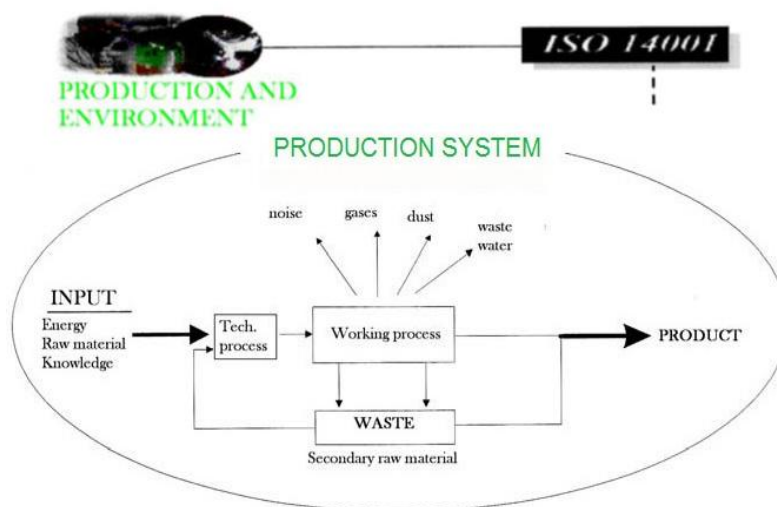 ISO 14001
PRODUCTION AND
ENVIRONMENT
PRODUCTION SYSTEM
noise
gases
dust
waste
water
INPUT
Energy
Raw material
Knowledge
Tech.
process
Working process
PRODUCT
WASTE
Secondary raw material